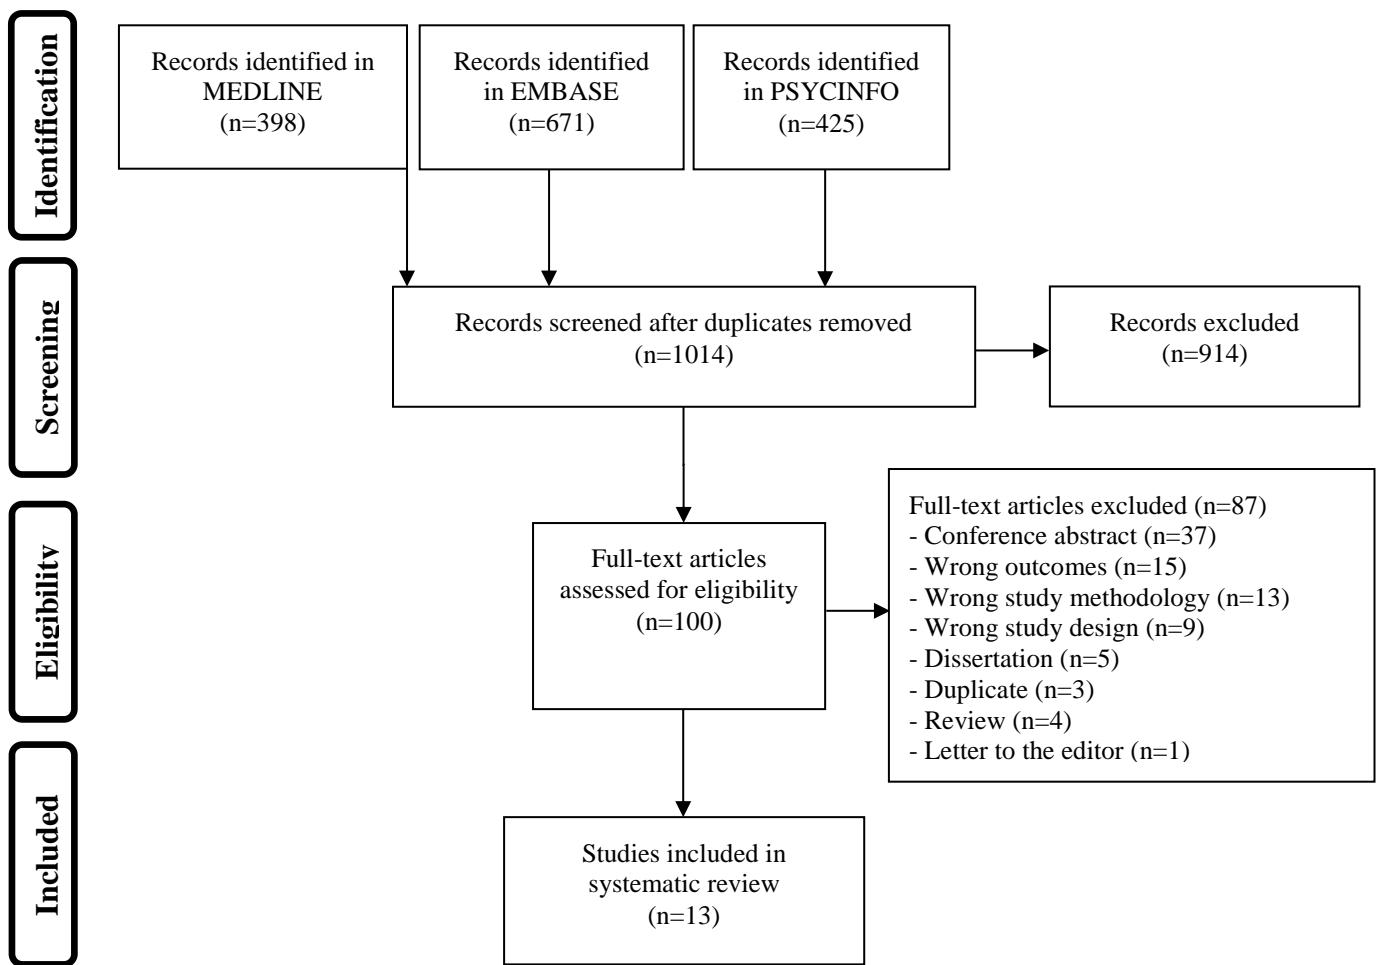 Identification
Records identified in
MEDLINE
(n=398)
Records identified
in EMBASE
(n=671)
Records identified
in PSYCINFO
(n=425)
Screening
Records screened after duplicates removed
(n=1014)
Records excluded
(n=914)
Eligibility
Full-text articles
assessed for eligibility
(n=100)
Full-text articles excluded (n=87)
- Conference abstract (n=37)
- Wrong outcomes (n=15)
- Wrong study methodology (n=13)
- Wrong study design (n=9)
- Dissertation (n=5)
- Duplicate (n=3)
- Review (n=4)
- Letter to the editor (n=1)
Included
Studies included in
systematic review
(n=13)